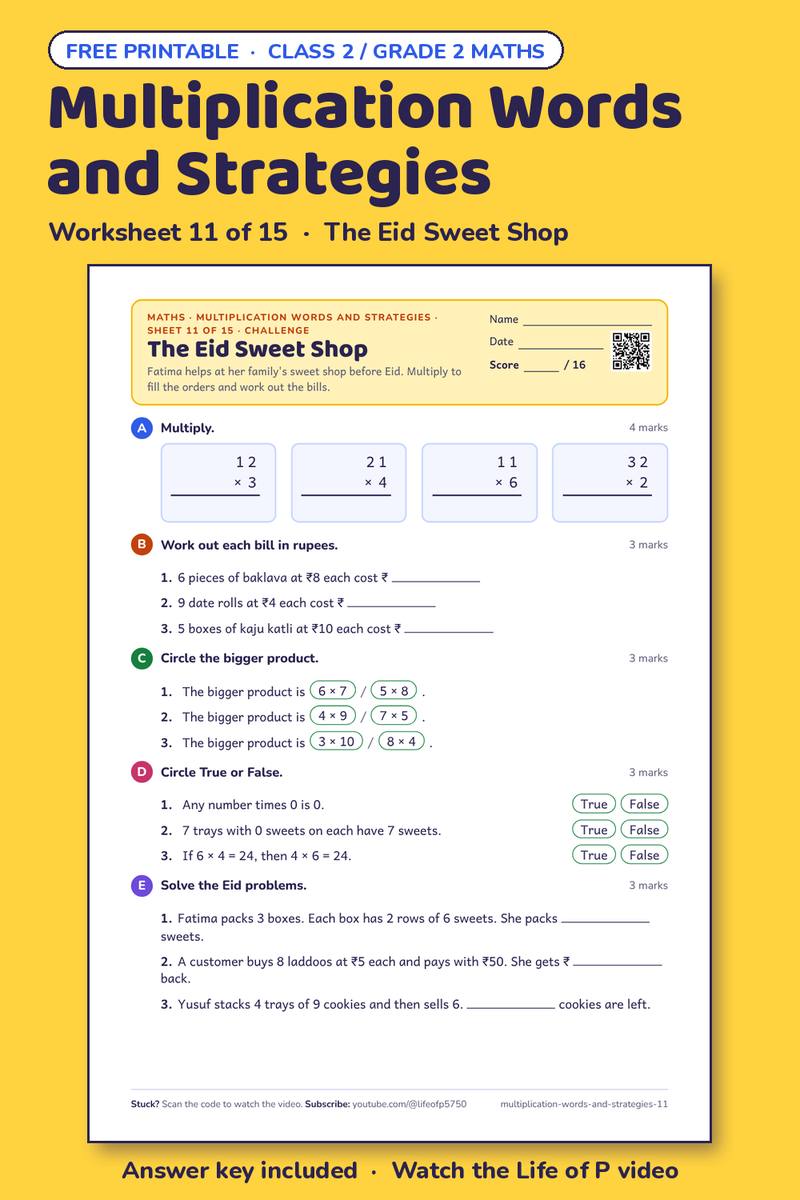 FREE PRINTABLE · CLASS 2 / GRADE 2 MATHS
Multiplication Words
and Strategies
Worksheet 11 of 15 · The Eid Sweet Shop
MATHS · MULTIPLICATION WORDS AND STRATEGIES ·
SHEET 11 OF 15 · CHALLENGE
The Eid Sweet Shop
Fatima helps at her family's sweet shop before Eid. Multiply to
fill the orders and work out the bills.
Name ____________
Date ____________
Score _____ / 16
A Multiply. 4 marks
12 21 11 32
× 3 × 4 × 6 × 2
B Work out each bill in rupees. 3 marks
1. 6 pieces of baklava at ₹8 each cost ₹ ____________
2. 9 date rolls at ₹4 each cost ₹ ____________
3. 5 boxes of kaju katli at ₹10 each cost ₹ ____________
C Circle the bigger product. 3 marks
1. The bigger product is 6 × 7 / 5 × 8 .
2. The bigger product is 4 × 9 / 7 × 5 .
3. The bigger product is 3 × 10 / 8 × 4 .
D Circle True or False. 3 marks
1. Any number times 0 is 0. True False
2. 7 trays with 0 sweets on each have 7 sweets. True False
3. If 6 × 4 = 24, then 4 × 6 = 24. True False
E Solve the Eid problems. 3 marks
1. Fatima packs 3 boxes. Each box has 2 rows of 6 sweets. She packs ____________
sweets.
2. A customer buys 8 laddoos at ₹5 each and pays with ₹50. She gets ₹ ____________
back.
3. Yusuf stacks 4 trays of 9 cookies and then sells 6. ____________ cookies are left.
Stuck? Scan the code to watch the video. Subscribe: youtube.com/@lifeofp5750 multiplication-words-and-strategies-11
Answer key included · Watch the Life of P video